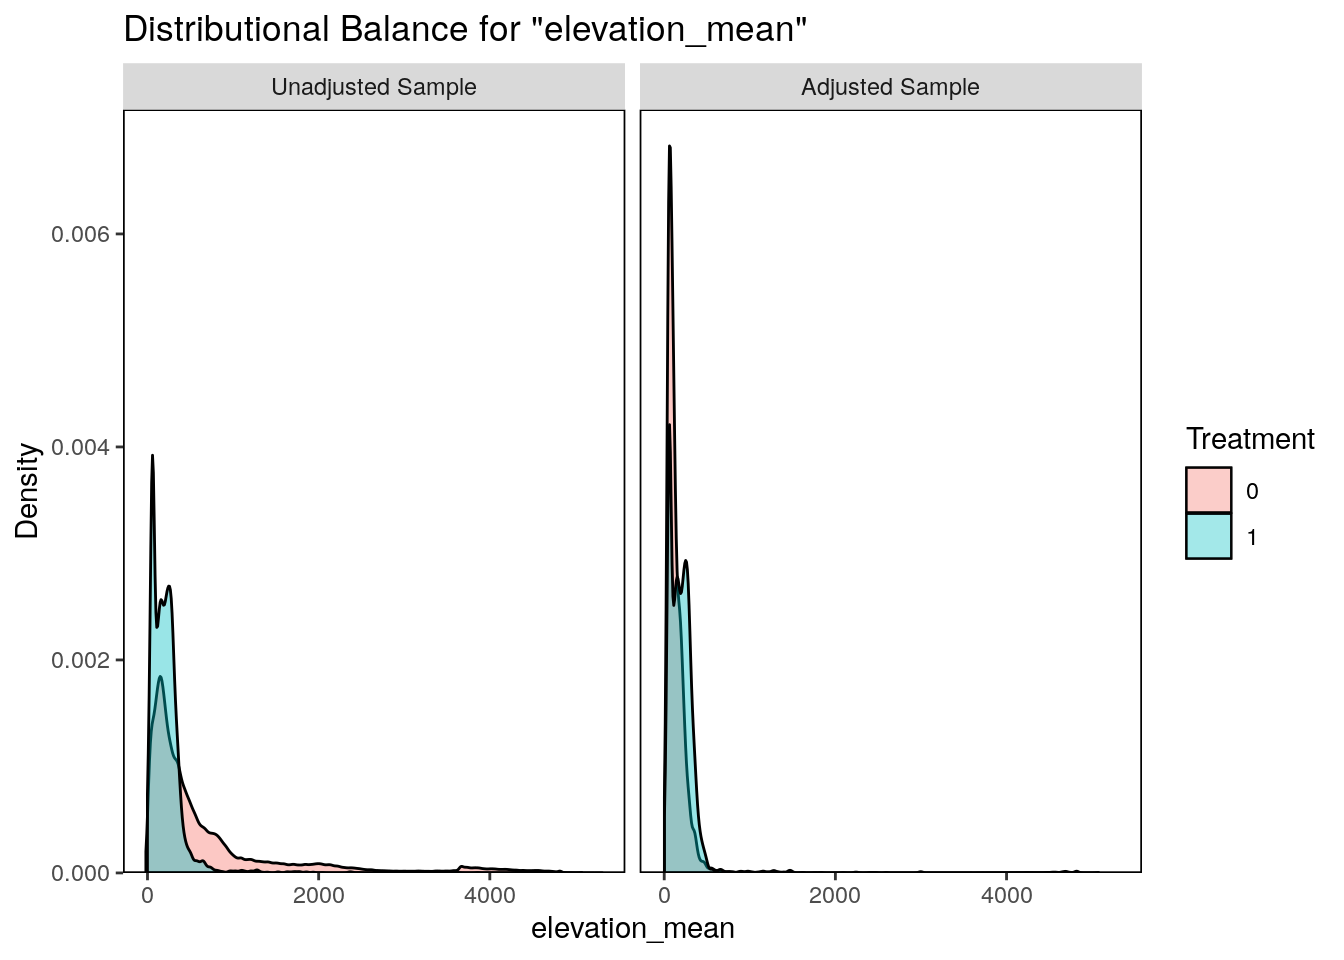 Distributional Balance for "elevation_mean"
Unadjusted Sample
Adjusted Sample
0.006
0.004
0.002
0.000
Density
0
2000
4000
0
2000
4000
elevation_mean
Treatment
0
1